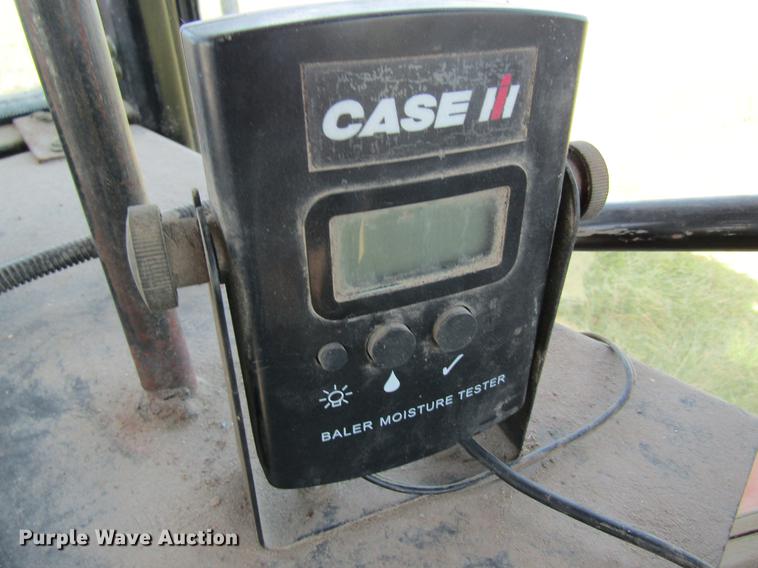 CASE IH
BALER MOISTURE TESTER
Purple Wave Auction